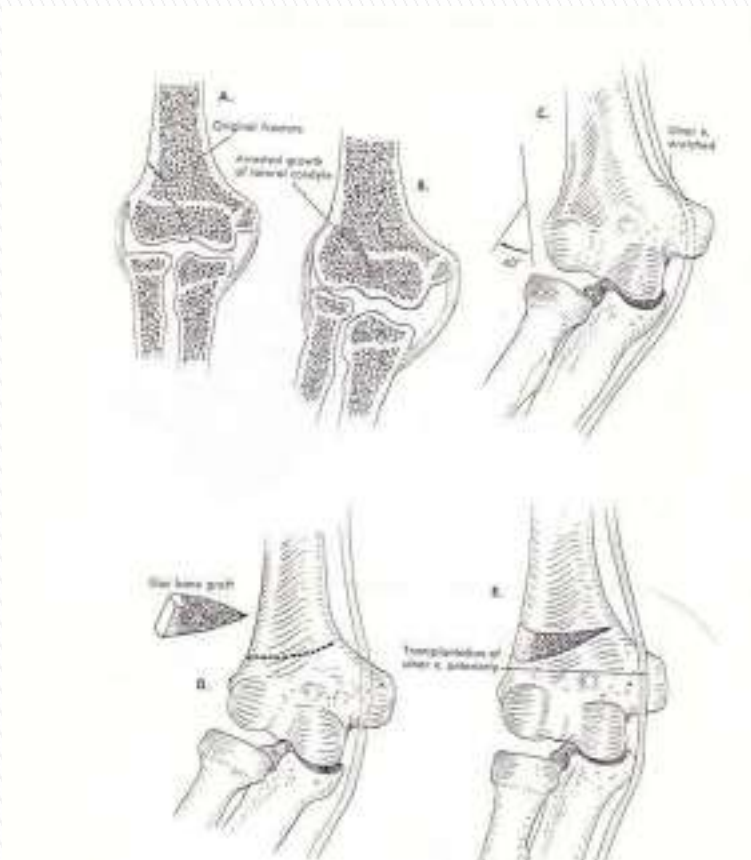 A.
Original fracture
Arrested growth
of lateral condyle
B.
C.
Ulnar n.
stretched
Iliac bone graft
D.
E.
Transplantation of
ulnar n. anteriorly